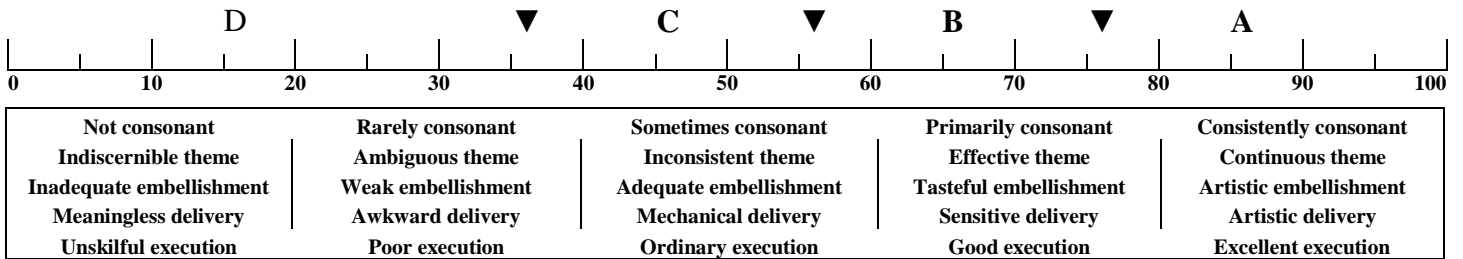 D ▼ C ▼ B ▼ A
0 10 20 30 40 50 60 70 80 90 100
Not consonant Rarely consonant Sometimes consonant Primarily consonant Consistently consonant
Indiscernible theme Ambiguous theme Inconsistent theme Effective theme Continuous theme
Inadequate embellishment Weak embellishment Adequate embellishment Tasteful embellishment Artistic embellishment
Meaningless delivery Awkward delivery Mechanical delivery Sensitive delivery Artistic delivery
Unskilful execution Poor execution Ordinary execution Good execution Excellent execution